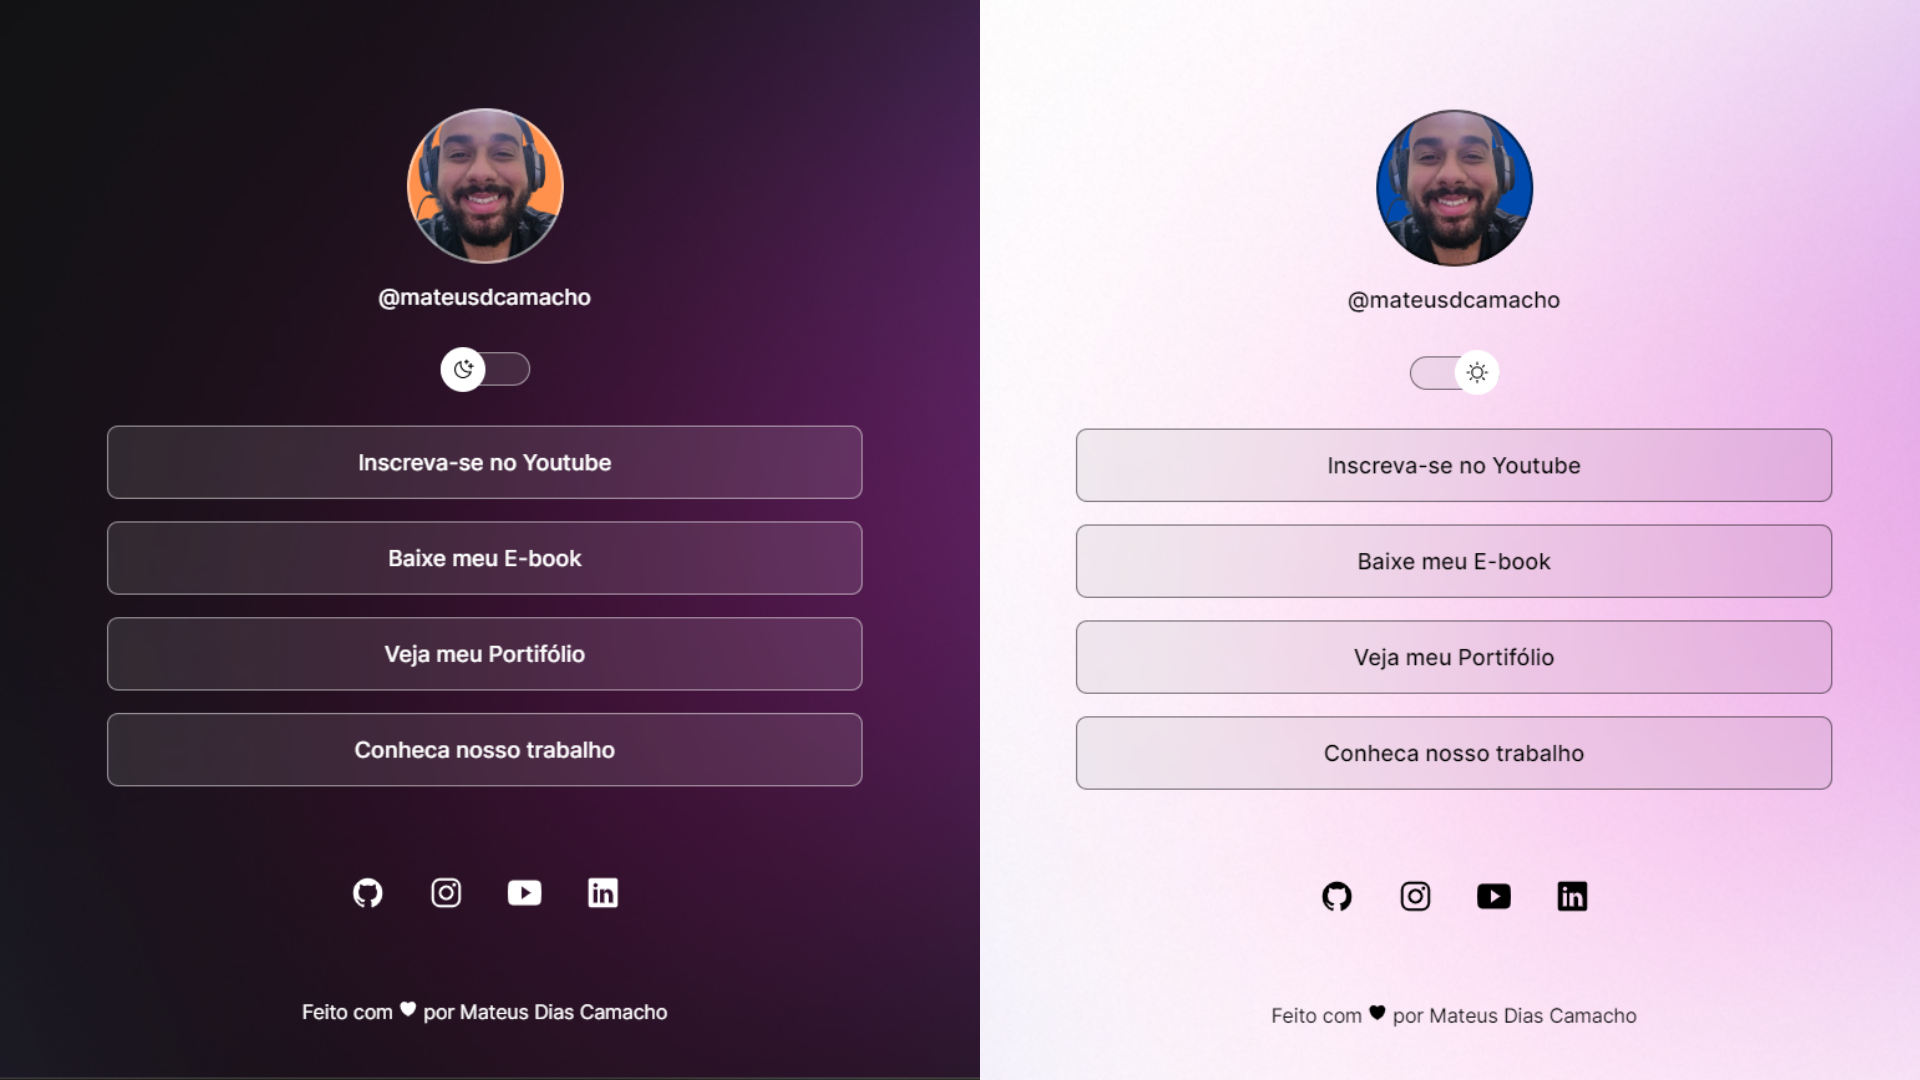 @mateusdcamacho
Inscreva-se no Youtube
Baixe meu E-book
Veja meu Portifólio
Conheca nosso trabalho
in
Feito com ♥ por Mateus Dias Camacho
@mateusdcamacho
Inscreva-se no Youtube
Baixe meu E-book
Veja meu Portifólio
Conheca nosso trabalho
in
Feito com ♥ por Mateus Dias Camacho